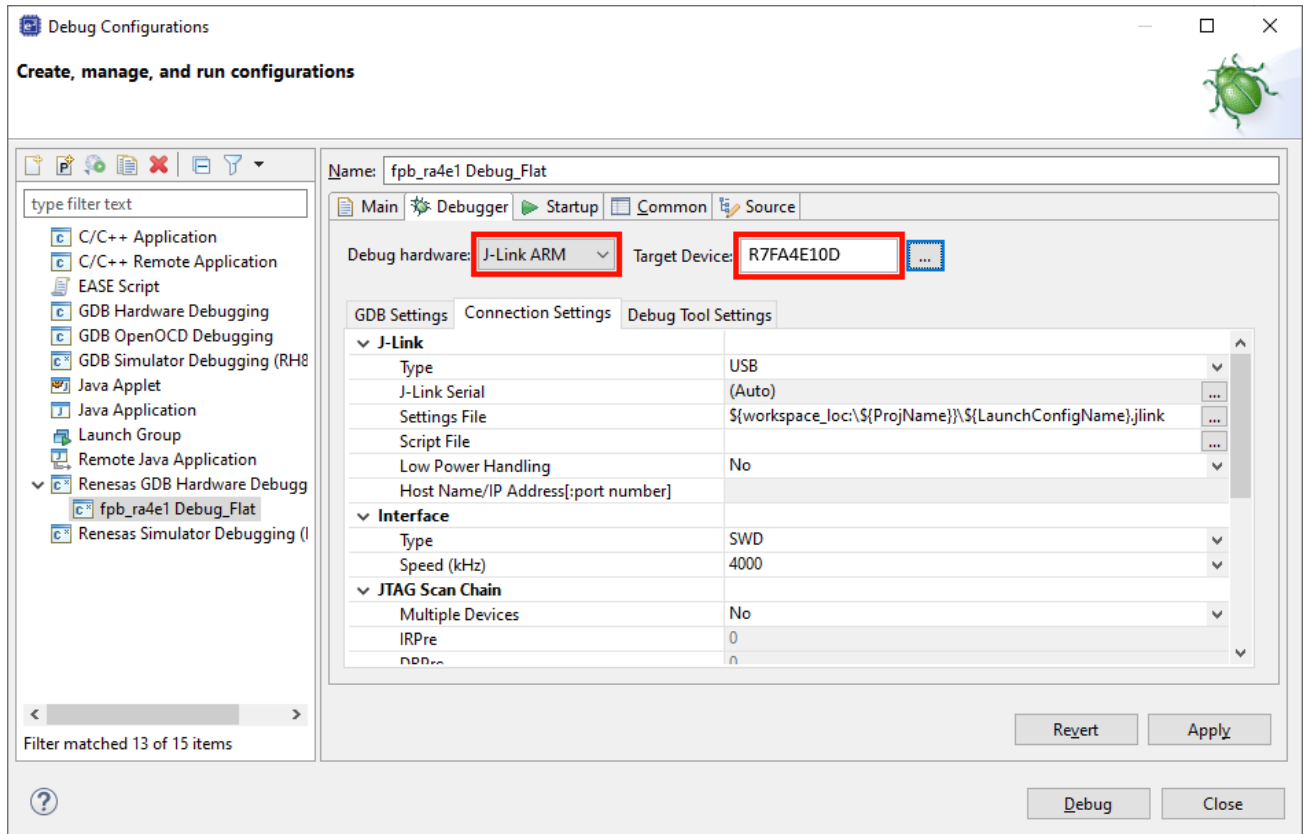 Debug Configurations
Create, manage, and run configurations
type filter text
C/C++ Application
C/C++ Remote Application
EASE Script
GDB Hardware Debugging
GDB OpenOCD Debugging
GDB Simulator Debugging (RH8
Java Applet
Java Application
Launch Group
Remote Java Application
Renesas GDB Hardware Debugg
fpb_ra4e1 Debug_Flat
Renesas Simulator Debugging (
Filter matched 13 of 15 items
Name: fpb_ra4e1 Debug_Flat
Main Debugger Startup Common Source
Debug hardware: J-Link ARM Target Device: R7FA4E10D ...
GDB Settings Connection Settings Debug Tool Settings
J-Link
Type USB
J-Link Serial (Auto) ...
Settings File ${workspace_loc:\${ProjName}}\${LaunchConfigName}.jlink ...
Script File ...
Low Power Handling No
Host Name/IP Address[:port number]
Interface
Type SWD
Speed (kHz) 4000
JTAG Scan Chain
Multiple Devices No
IRPre 0
DRPre 0
Revert Apply
? Debug Close